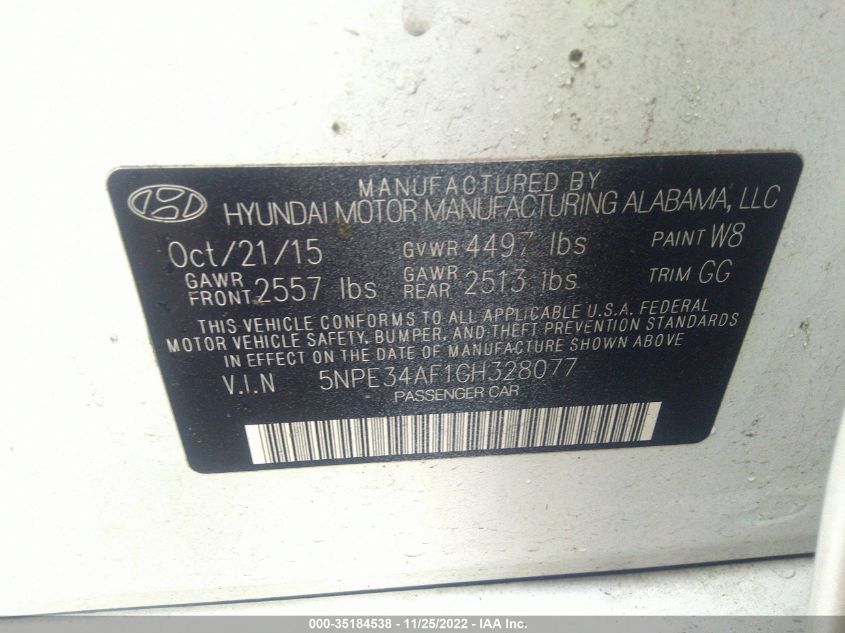 MANUFACTURED BY
HYUNDAI MOTOR MANUFACTURING ALABAMA, LLC
Oct/21/15 GVWR 4497 lbs PAINT W8
GAWR FRONT 2557 lbs GAWR REAR 2513 lbs TRIM GG
THIS VEHICLE CONFORMS TO ALL APPLICABLE U.S.A. FEDERAL
MOTOR VEHICLE SAFETY, BUMPER, AND THEFT PREVENTION STANDARDS
IN EFFECT ON THE DATE OF MANUFACTURE SHOWN ABOVE
V.I.N 5NPE34AF1GH328077
PASSENGER CAR
000-35184538 - 11/25/2022 - IAA Inc.